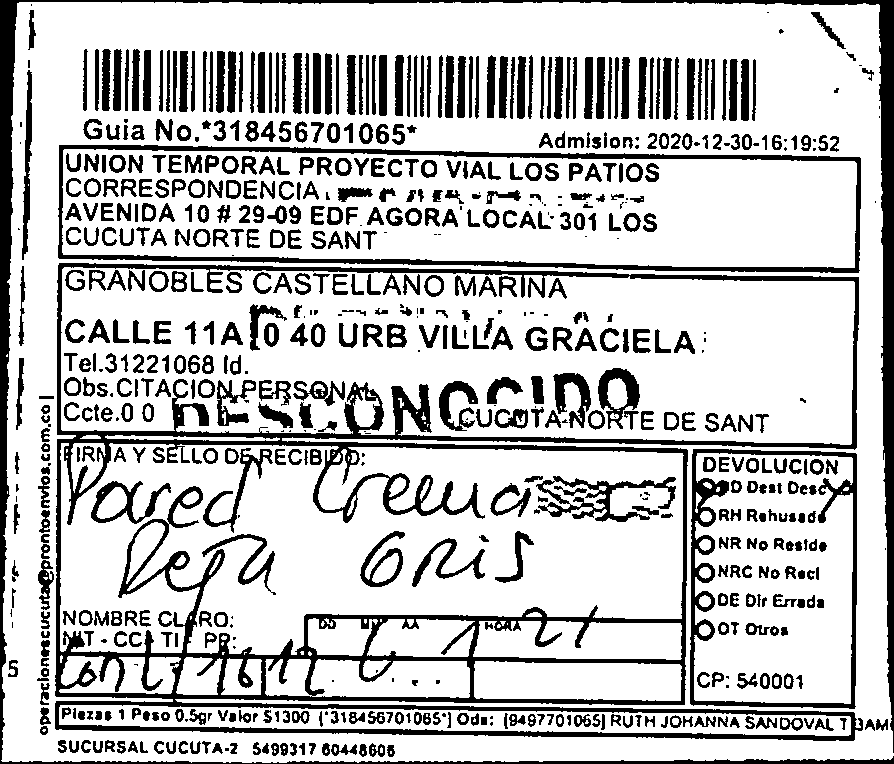 Guia No.*318456701065*
Admision: 2020-12-30-16:19:52
UNION TEMPORAL PROYECTO VIAL LOS PATIOS
CORRESPONDENCIA
AVENIDA 10 # 29-09 EDF AGORA LOCAL 301 LOS
CUCUTA NORTE DE SANT
GRANOBLES CASTELLANO MARINA
CALLE 11A 0 40 URB VILLA GRACIELA
Tel.31221068 Id.
Obs.CITACION PERSONAL
DESCONOCIDO
Ccte.0 0 CUCUTA-NORTE DE SANT
FIRMA Y SELLO DE RECIBIDO:
Pared Crema
Reja GRIS
NOMBRE CLARO:
NIT - CC - TI - PP:
DD MM AA HORA
DEVOLUCION
DD Dest Desc
RH Rehusado
NR No Reside
NRC No Recl
DE Dir Errada
OT Otros
CP: 540001
Piezas 1 Peso 0.5gr Valor $1300 [*318456701065*] Ods: [9497701065] RUTH JOHANNA SANDOVAL T
SUCURSAL CUCUTA-2 5499317 60448606
operacionescucuta@prontoenvios.com.co